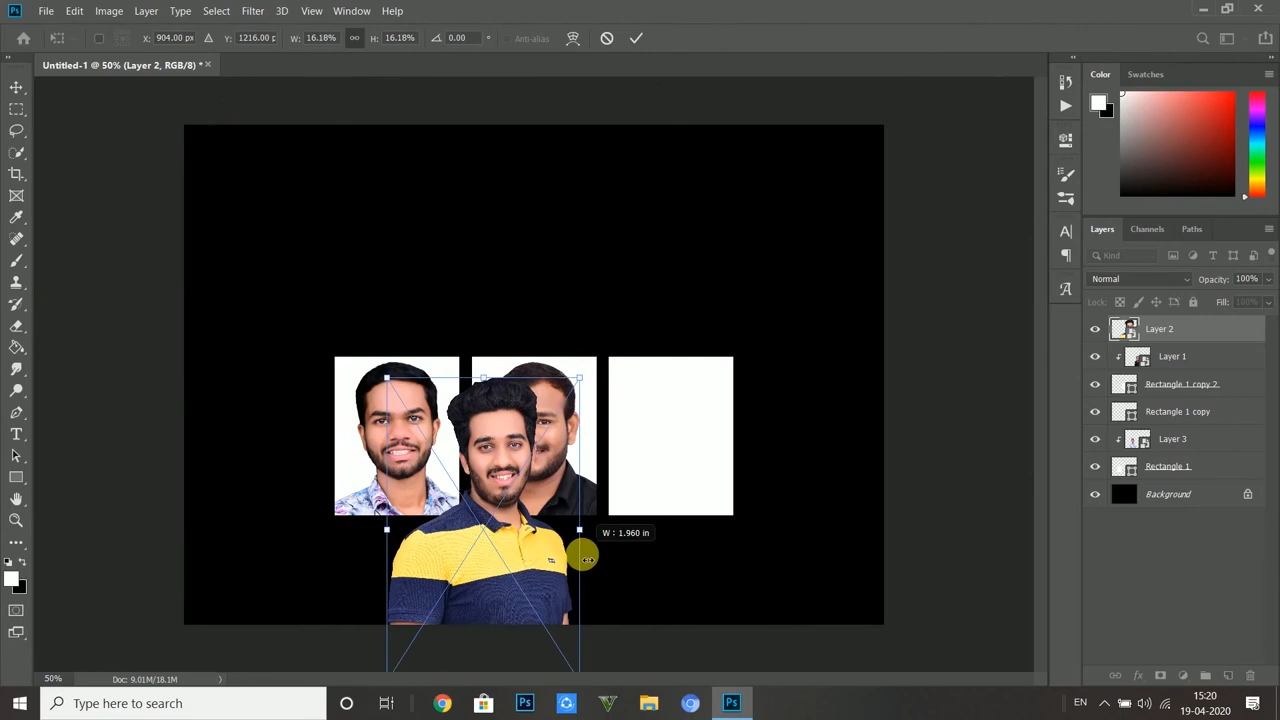 File Edit Image Layer Type Select Filter 3D View Window Help
X: 904.00 px Y: 1216.00 p W: 16.18% H: 16.18% 0.00 ° Anti-alias
Untitled-1 @ 50% (Layer 2, RGB/8) *
Color Swatches
Layers Channels Paths
Kind
Normal Opacity: 100%
Lock: Fill: 100%
Layer 2
Layer 1
Rectangle 1 copy 2
Rectangle 1 copy
Layer 3
Rectangle 1
Background
W : 1.960 in
50% Doc: 9.01M/18.1M
Type here to search
EN
15:20
19-04-2020